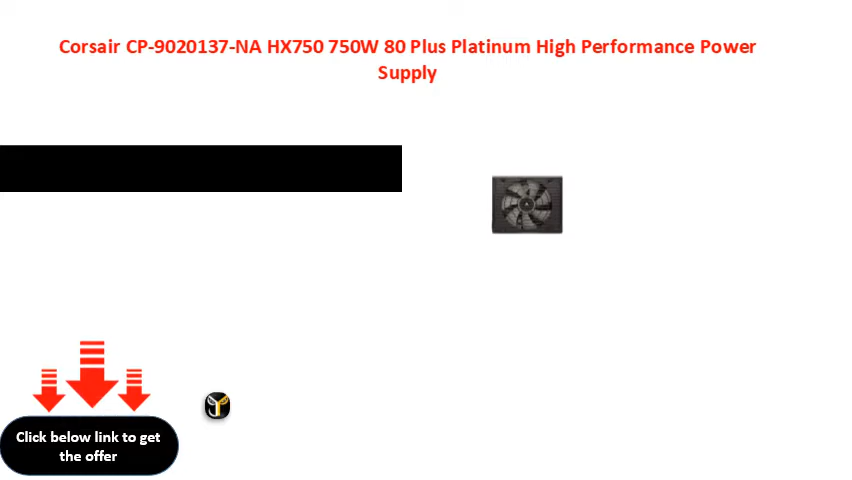 Corsair CP-9020137-NA HX750 750W 80 Plus Platinum High Performance Power
Supply
Click below link to get
the offer